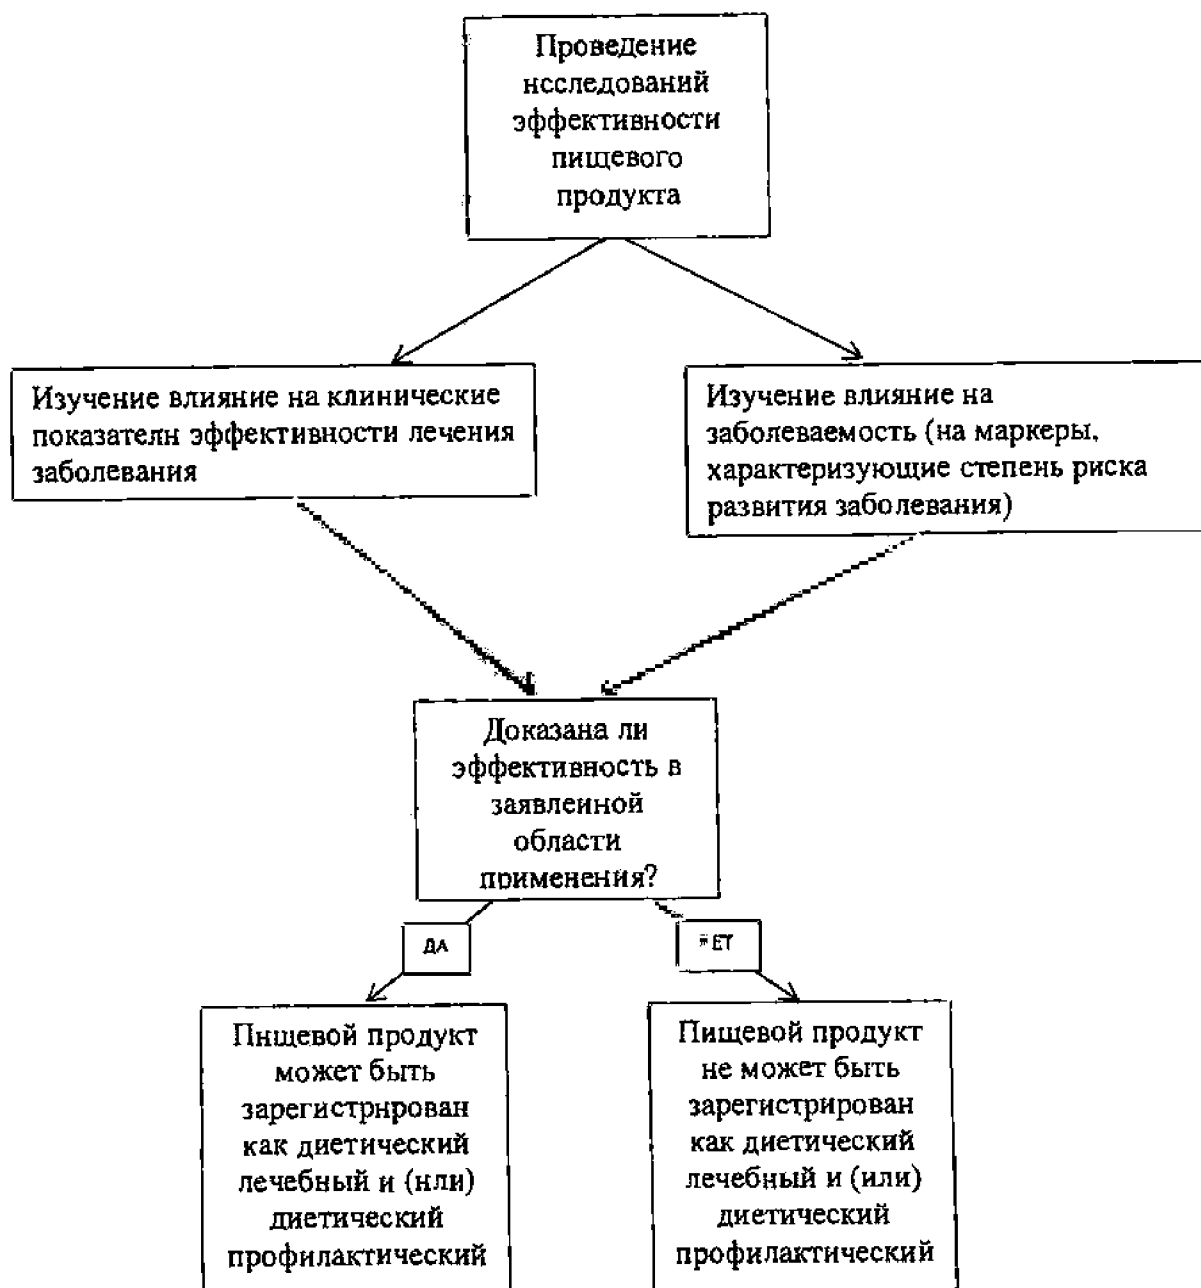 Проведение
исследований
эффективности
пищевого
продукта
Изучение влияние на клинические
показатели эффективности лечения
заболевания
Изучение влияние на
заболеваемость (на маркеры,
характеризующие степень риска
развития заболевания)
Доказана ли
эффективность в
заявленной
области
применения?
ДА
НЕТ
Пищевой продукт
может быть
зарегистрирован
как диетический
лечебный и (или)
диетический
профилактический
Пищевой продукт
не может быть
зарегистрирован
как диетический
лечебный и (или)
диетический
профилактический